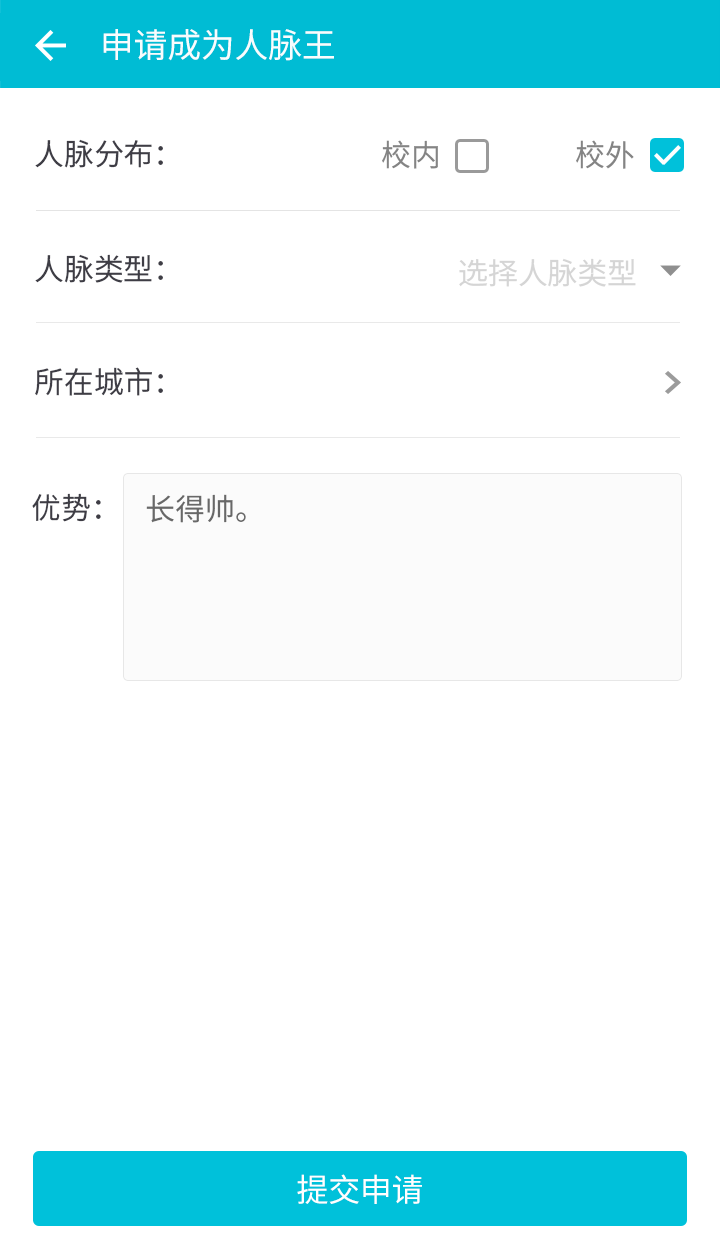 申请成为人脉王
人脉分布： 校内 校外
人脉类型： 选择人脉类型
所在城市：
优势： 长得帅。
提交申请